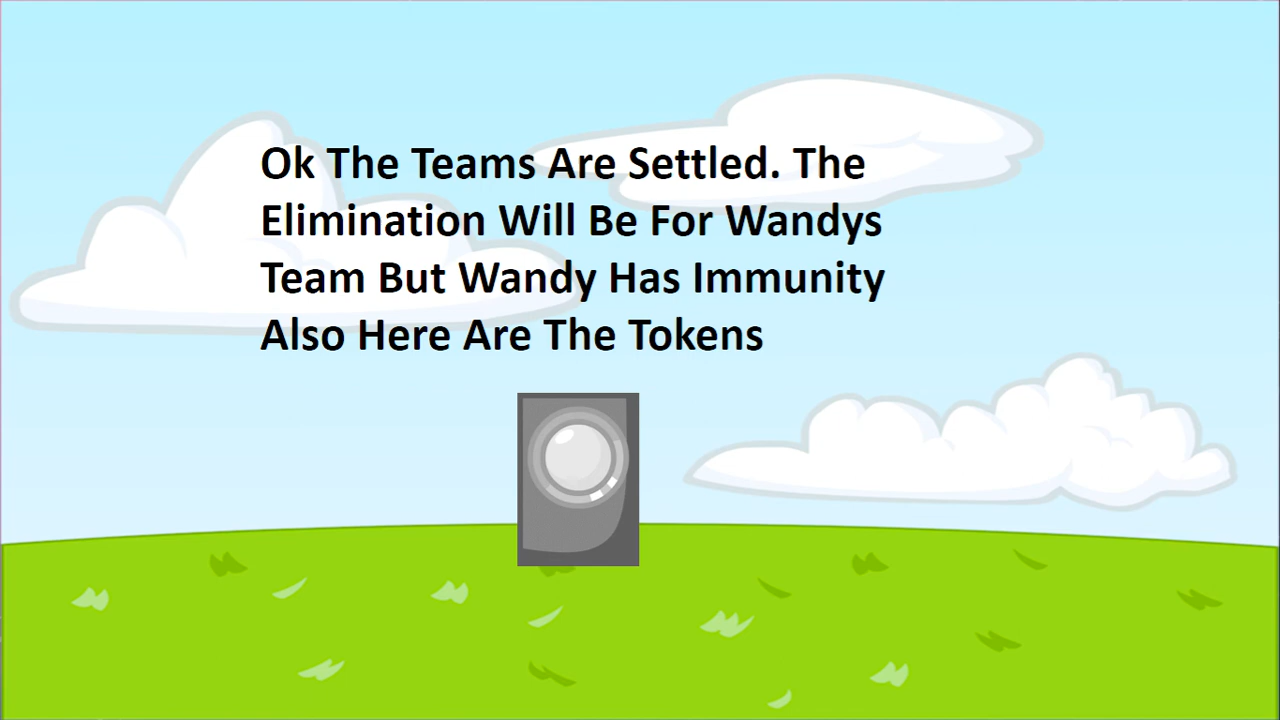 Ok The Teams Are Settled. The
Elimination Will Be For Wandys
Team But Wandy Has Immunity
Also Here Are The Tokens